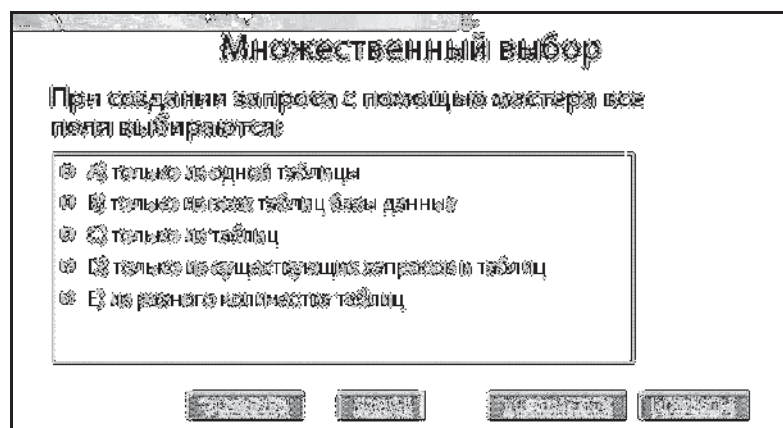 Множественный выбор
При создании запроса с помощью мастера все
поля выбираются:
A) только из одной таблицы
B) только из всех таблиц базы данных
C) только из таблиц
D) только из существующих запросов и таблиц
E) из разного количества таблиц